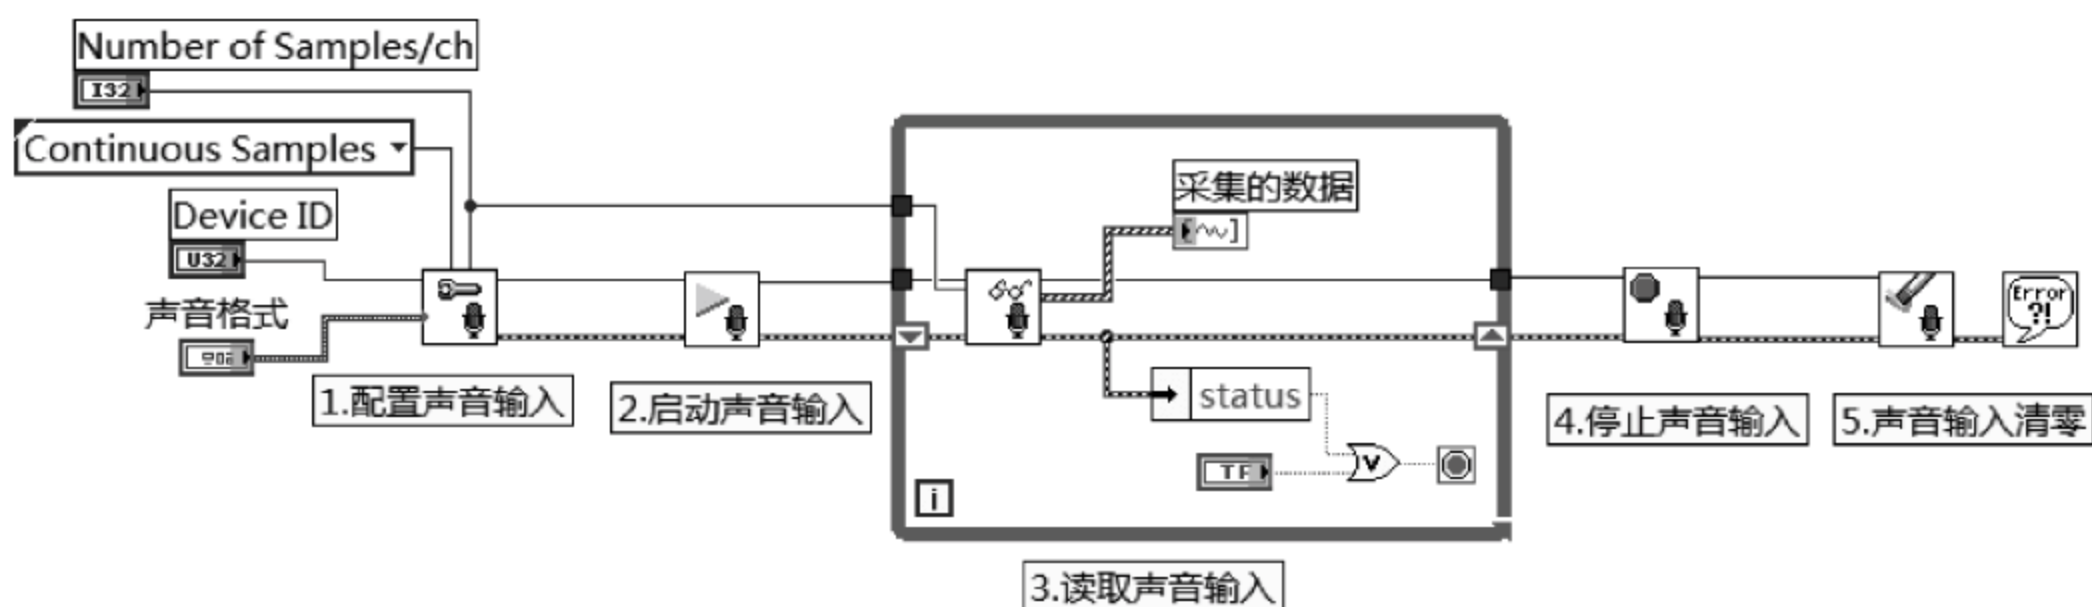 Number of Samples/ch
I32
Continuous Samples
Device ID
U32
声音格式
采集的数据
status
TF
i
Error
?!
1.配置声音输入
2.启动声音输入
3.读取声音输入
4.停止声音输入
5.声音输入清零